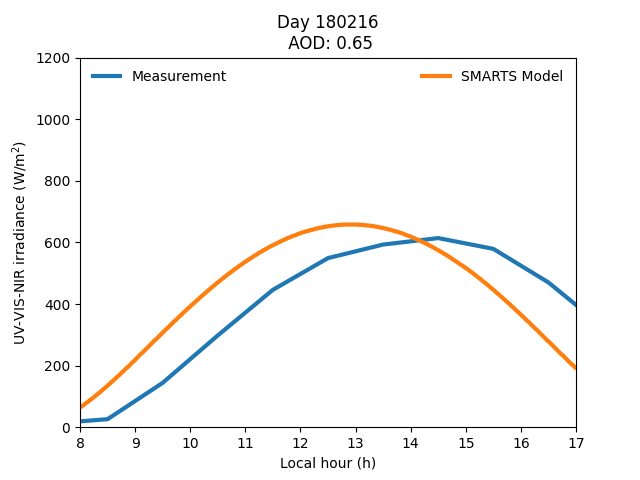 Day 180216
AOD: 0.65
Measurement
SMARTS Model
UV-VIS-NIR irradiance (W/m²)
1200
1000
800
600
400
200
0
8 9 10 11 12 13 14 15 16 17
Local hour (h)